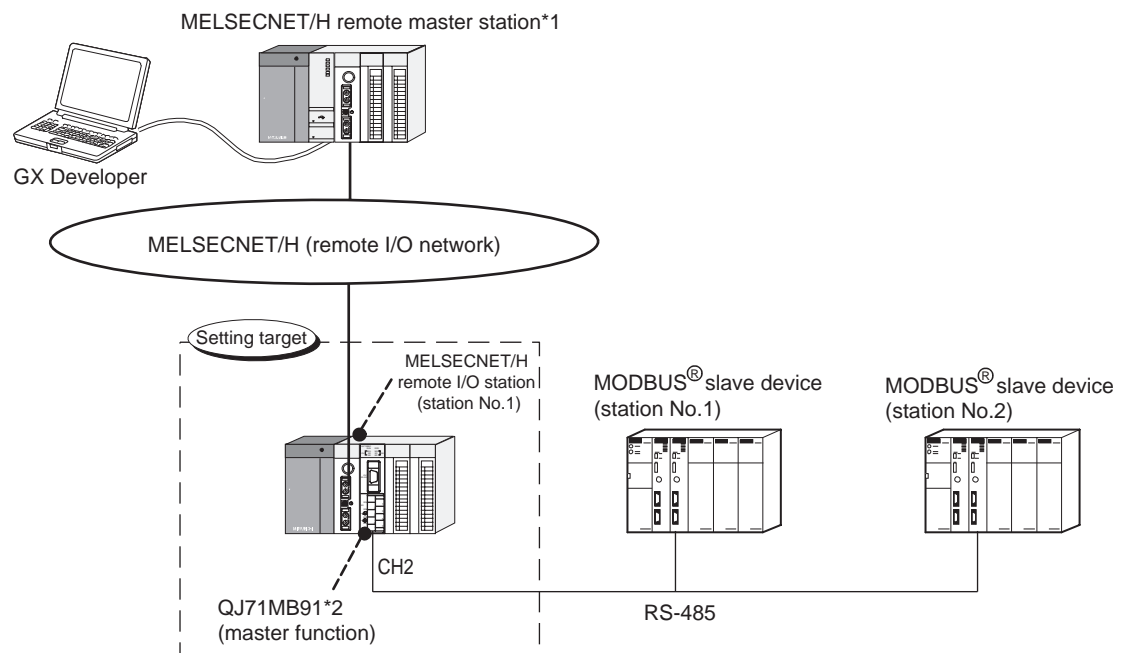 MELSECNET/H remote master station*1
GX Developer
MELSECNET/H (remote I/O network)
Setting target
MELSECNET/H
remote I/O station
(station No.1)
MODBUS® slave device
(station No.1)
MODBUS® slave device
(station No.2)
CH2
QJ71MB91*2
(master function)
RS-485